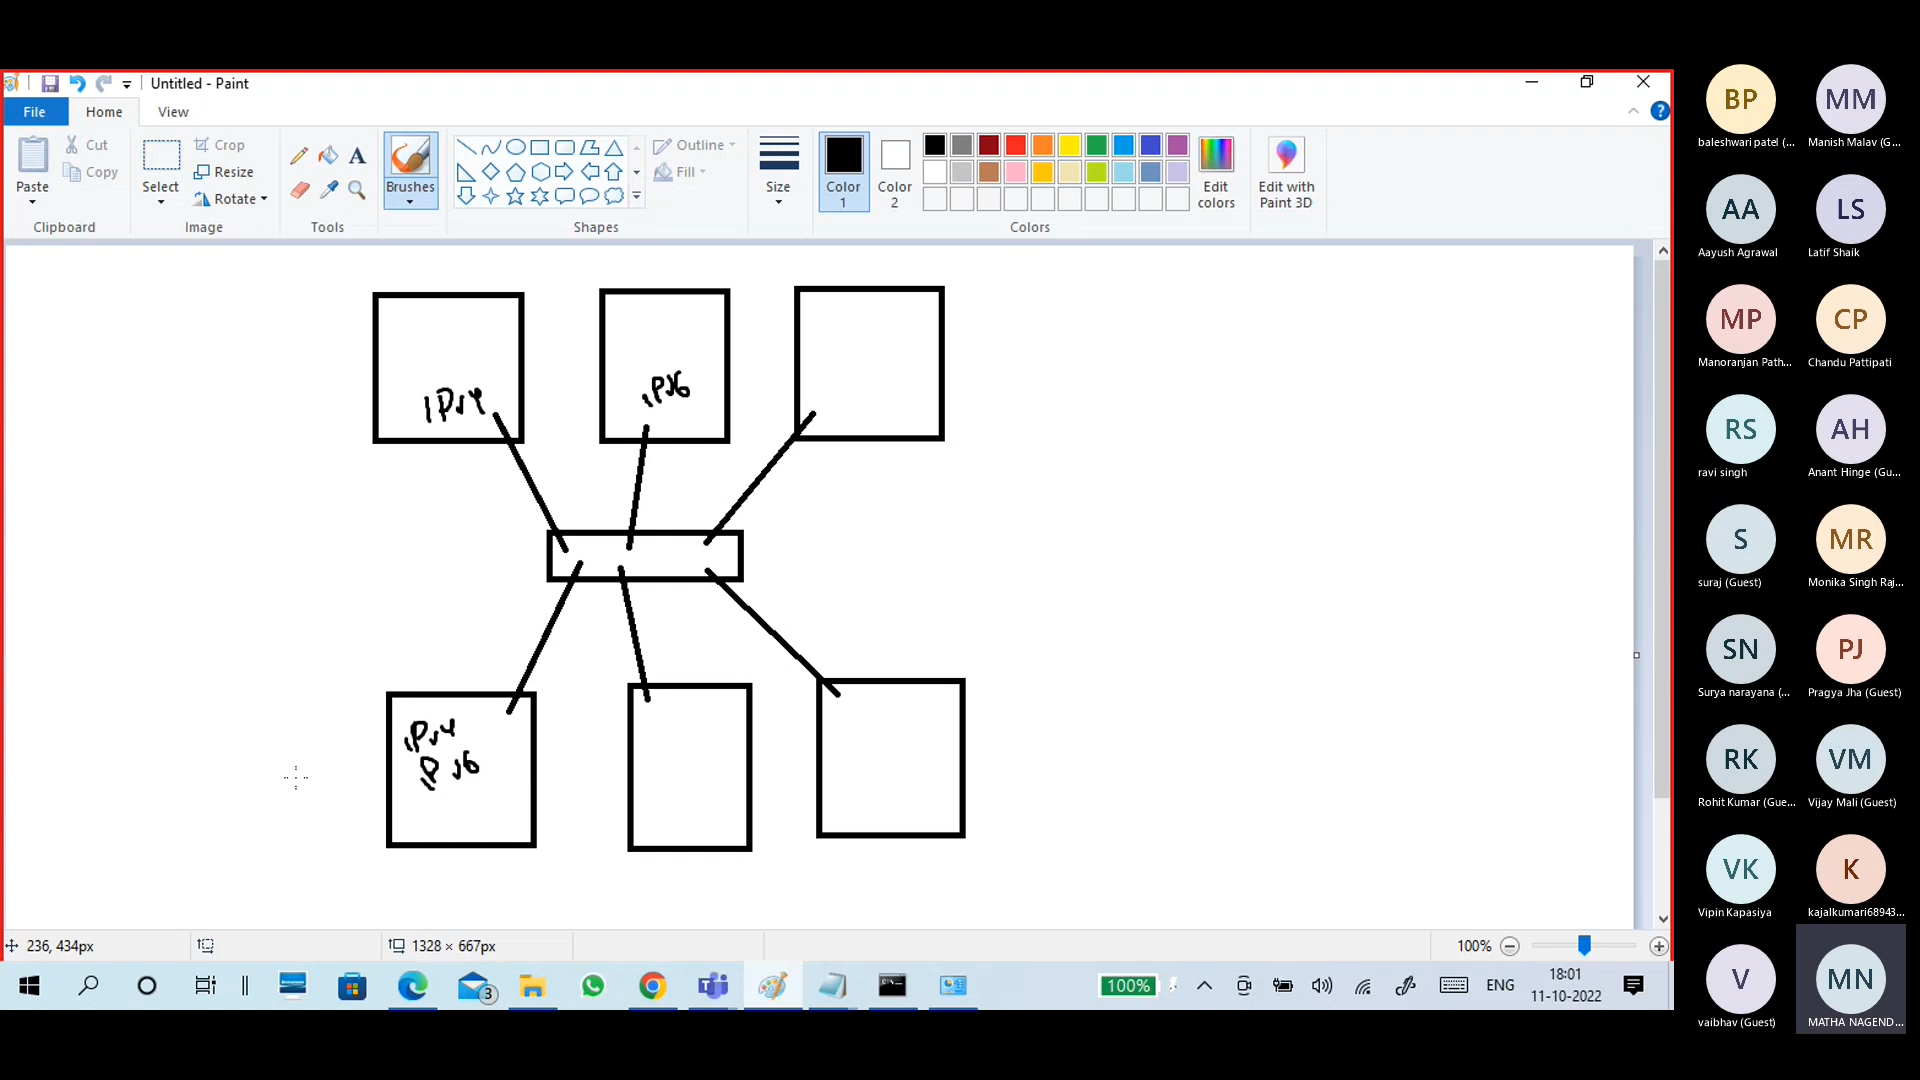 Untitled - Paint
File
Home
View
Paste
Cut
Copy
Clipboard
Select
Crop
Resize
Rotate
Image
A
Tools
Brushes
Shapes
Outline
Fill
Size
Color
1
Color
2
Edit
colors
Edit with
Paint 3D
Colors
?
IPv4
iPv6
iPv4
iPv6
236, 434px
1328 × 667px
100%
3
100%
ENG
18:01
11-10-2022
BP
baleshwari patel (...
MM
Manish Malav (G...
AA
Aayush Agrawal
LS
Latif Shaik
MP
Manoranjan Path...
CP
Chandu Pattipati
RS
ravi singh
AH
Anant Hinge (Gu...
S
suraj (Guest)
MR
Monika Singh Raj...
SN
Surya narayana (...
PJ
Pragya Jha (Guest)
RK
Rohit Kumar (Gue...
VM
Vijay Mali (Guest)
VK
Vipin Kapasiya
K
kajalkumari68943...
V
vaibhav (Guest)
MN
MATHA NAGEND...